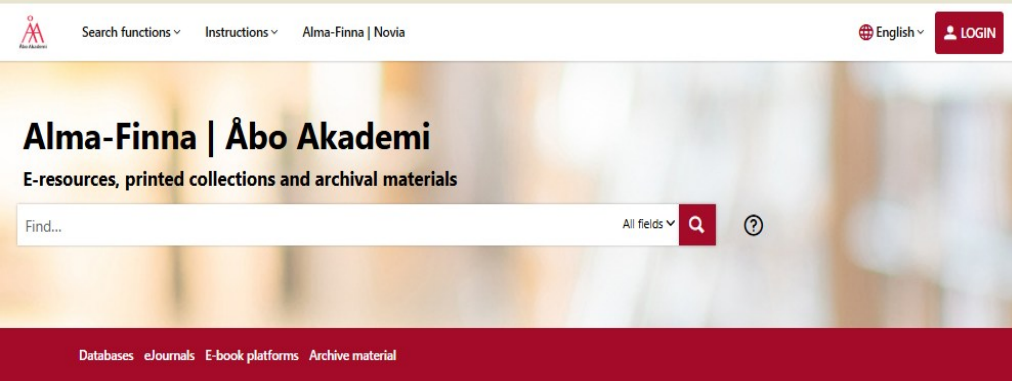 Åbo Akademi
Search functions Instructions Alma-Finna | Novia English LOGIN
Alma-Finna | Åbo Akademi
E-resources, printed collections and archival materials
Find... All fields ?
Databases eJournals E-book platforms Archive material